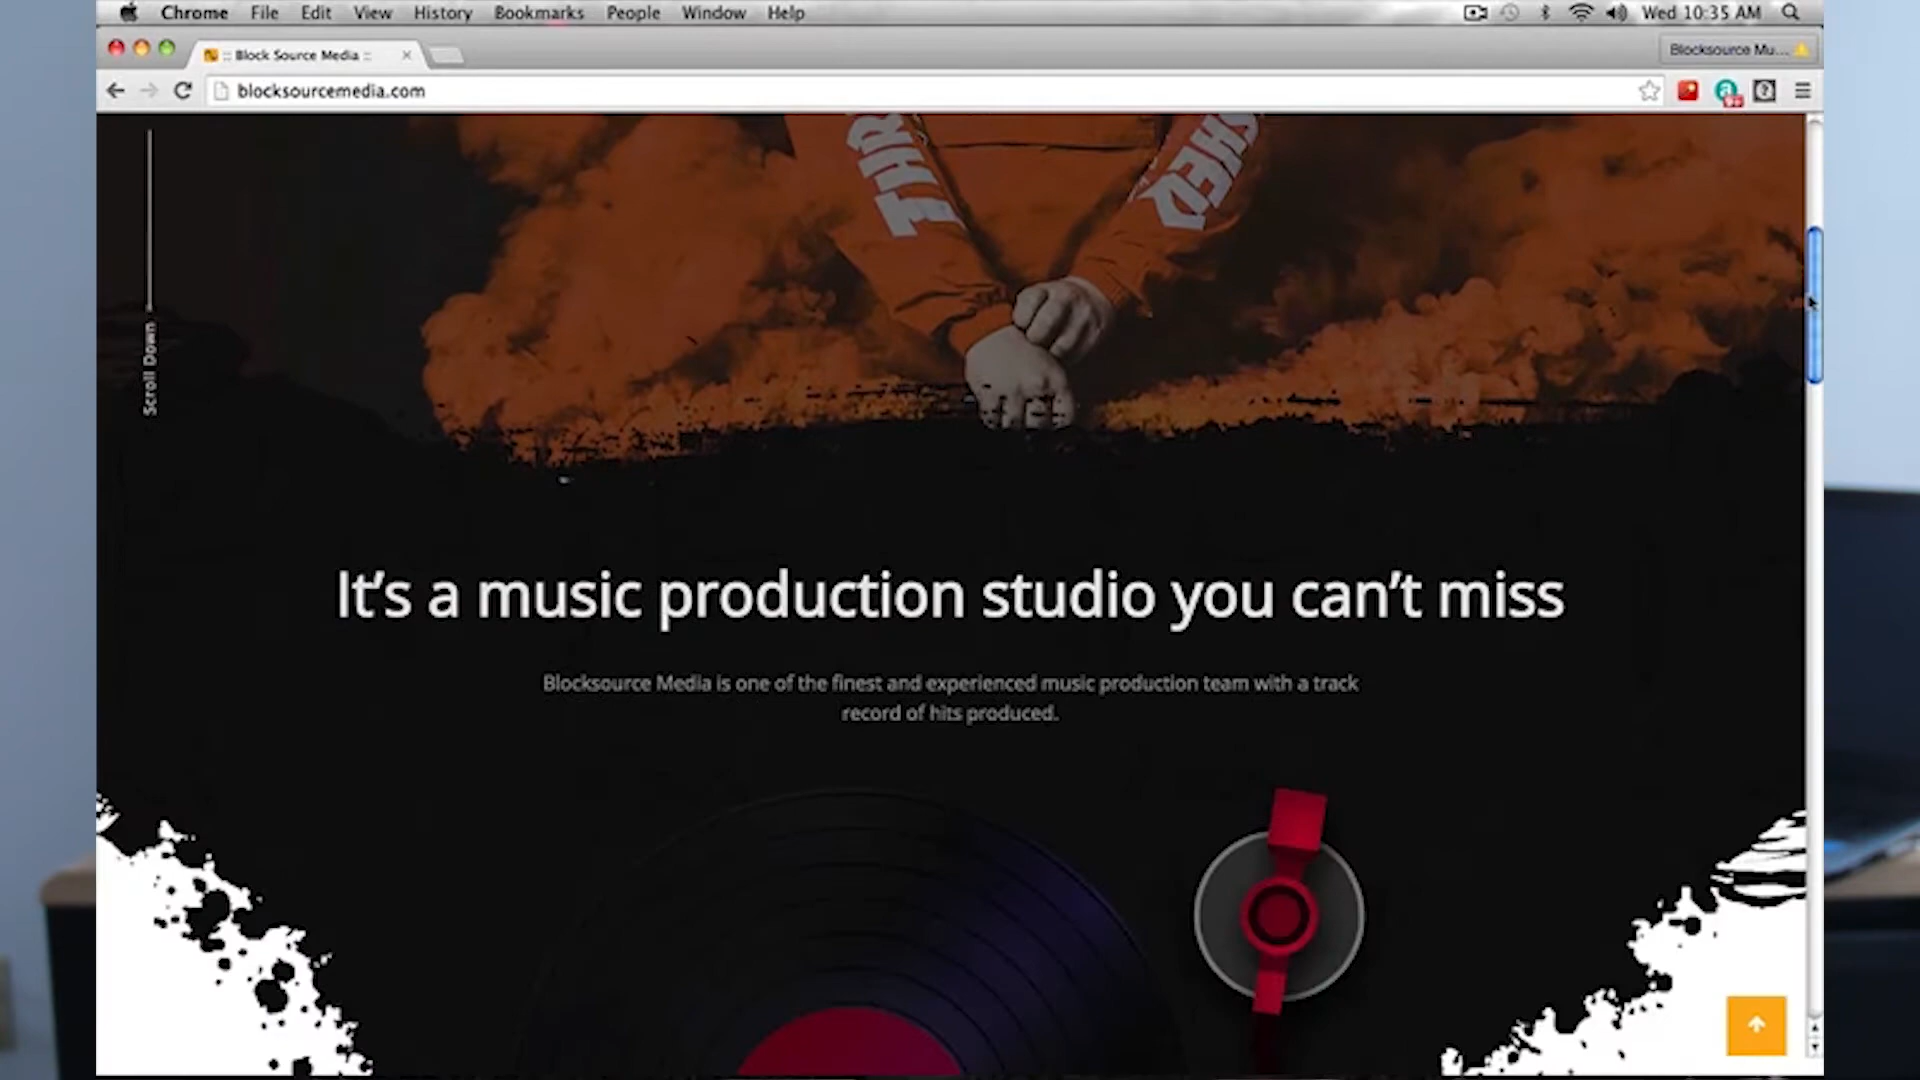 Chrome File Edit View History Bookmarks People Window Help Wed 10:35 AM
:: Block Source Media :: Blocksource Mu...
blocksourcemedia.com
THR SHER
Scroll Down
It’s a music production studio you can’t miss
Blocksource Media is one of the finest and experienced music production team with a track
record of hits produced.